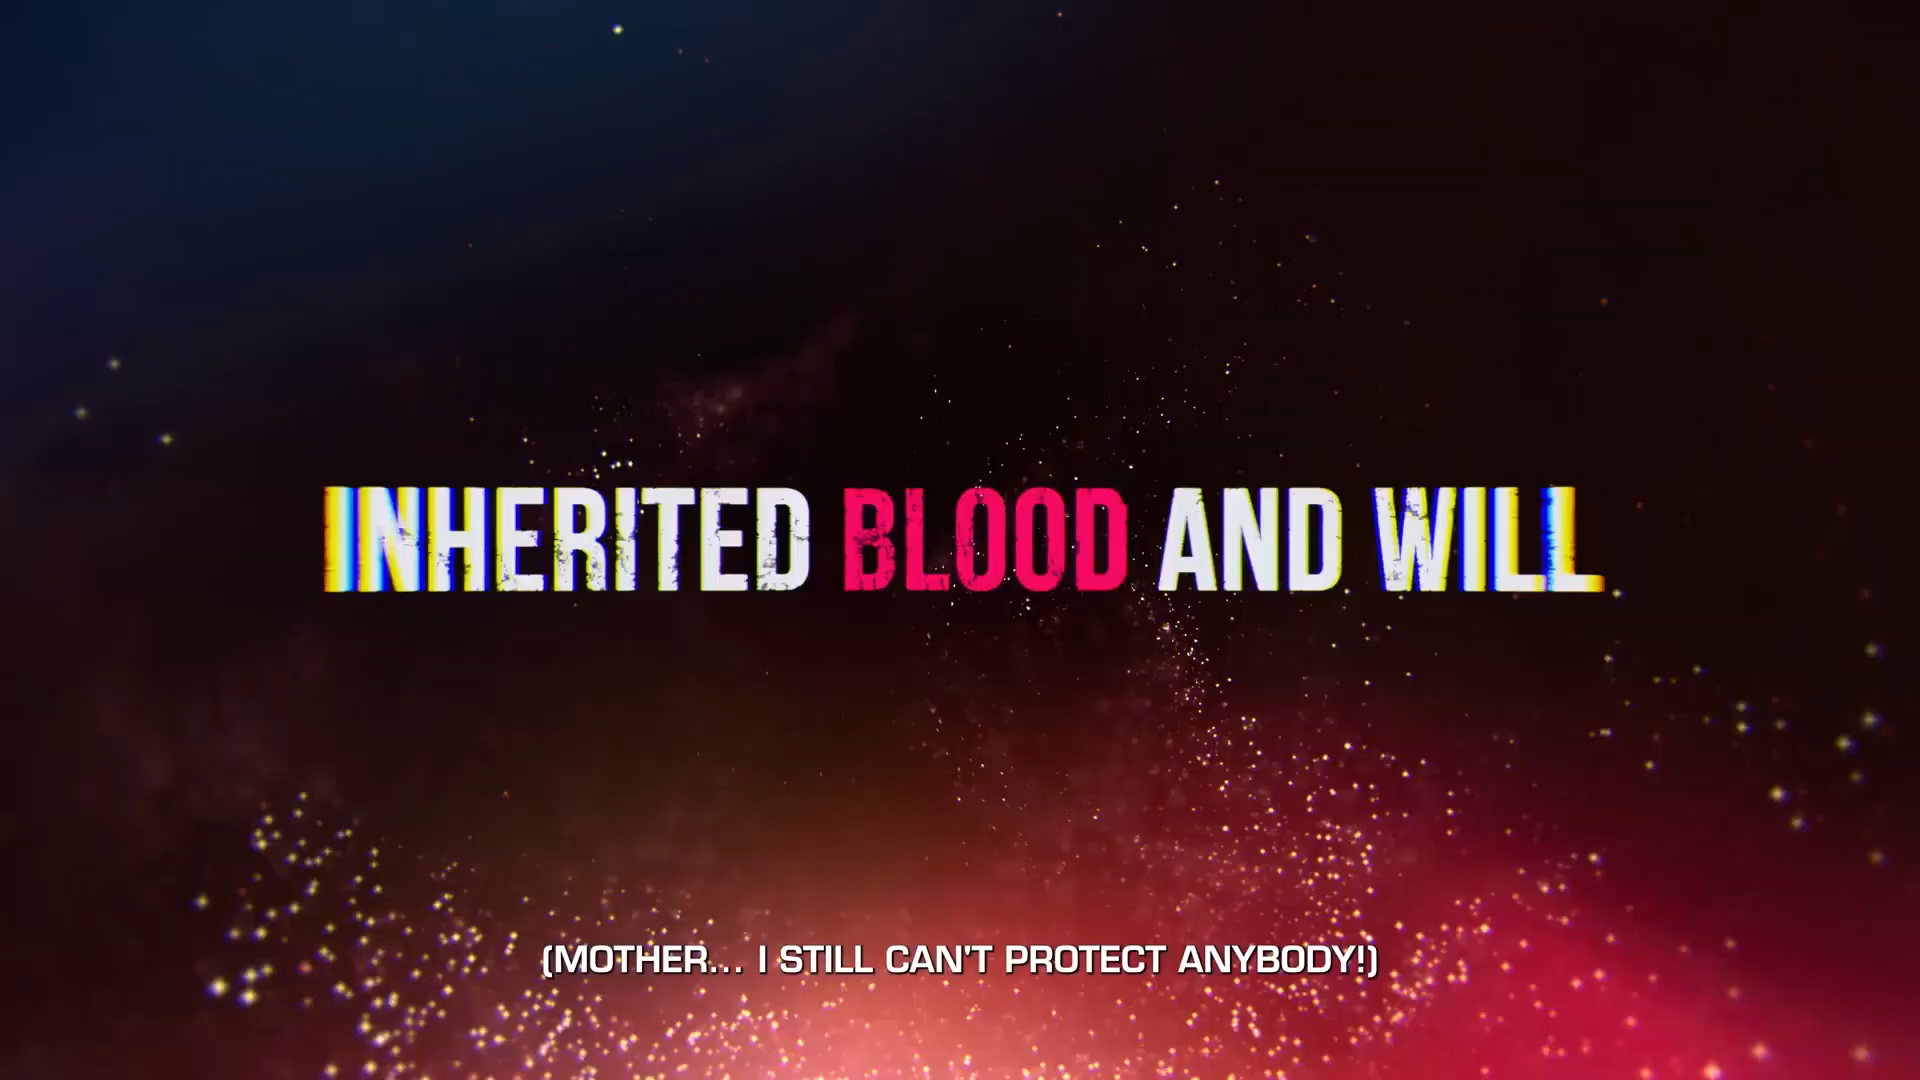 INHERITED BLOOD AND WILL
(MOTHER... I STILL CAN'T PROTECT ANYBODY!)